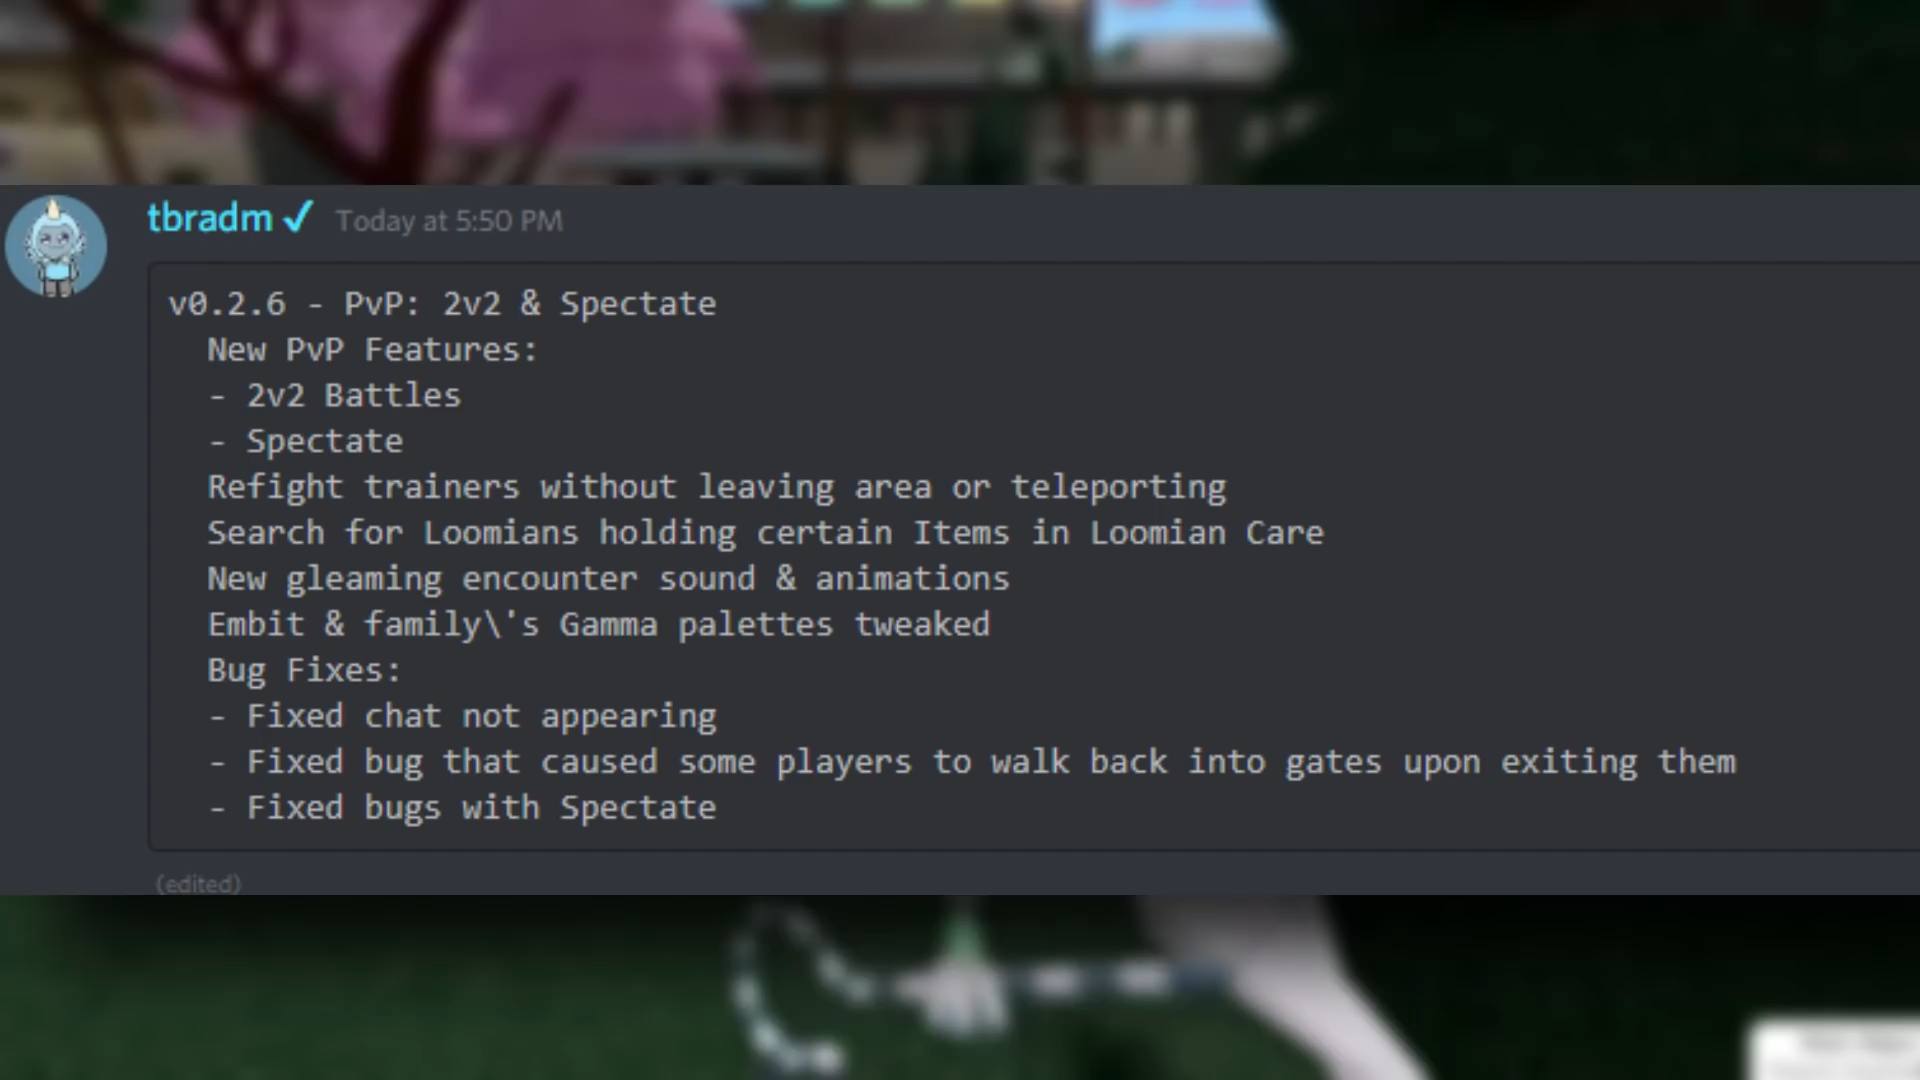 tbradm ✓ Today at 5:50 PM
v0.2.6 - PvP: 2v2 & Spectate
New PvP Features:
- 2v2 Battles
- Spectate
Refight trainers without leaving area or teleporting
Search for Loomians holding certain Items in Loomian Care
New gleaming encounter sound & animations
Embit & family\'s Gamma palettes tweaked
Bug Fixes:
- Fixed chat not appearing
- Fixed bug that caused some players to walk back into gates upon exiting them
- Fixed bugs with Spectate
(edited)